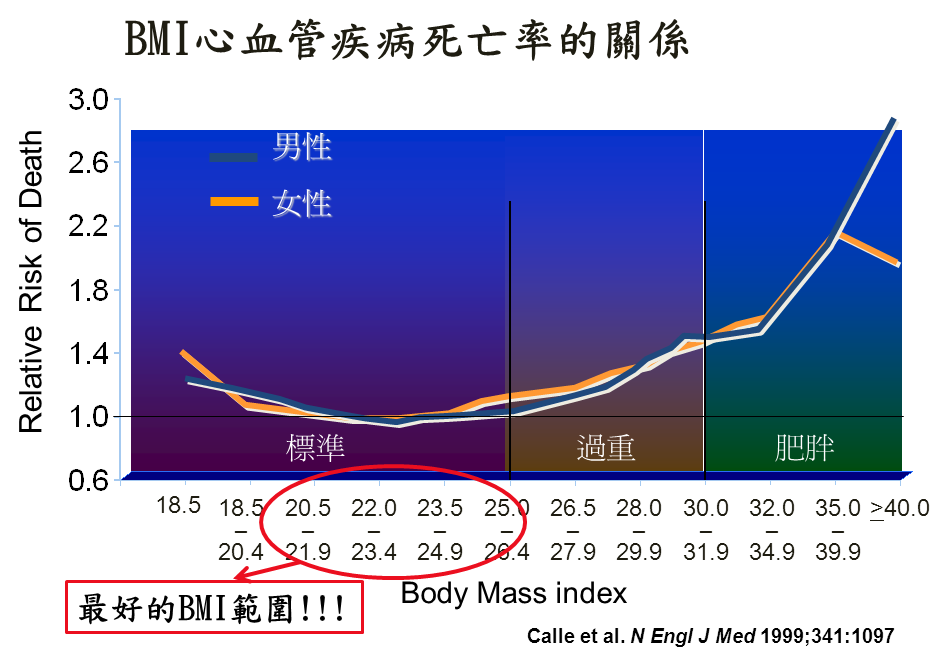 BMI心血管疾病死亡率的關係
Relative Risk of Death
3.0
2.6
2.2
1.8
1.4
1.0
0.6
男性
女性
標準
過重
肥胖
18.5
18.5 – 20.4
20.5 – 21.9
22.0 – 23.4
23.5 – 24.9
25.0 – 26.4
26.5 – 27.9
28.0 – 29.9
30.0 – 31.9
32.0 – 34.9
35.0 – 39.9
≥40.0
Body Mass index
最好的BMI範圍!!!
Calle et al. N Engl J Med 1999;341:1097